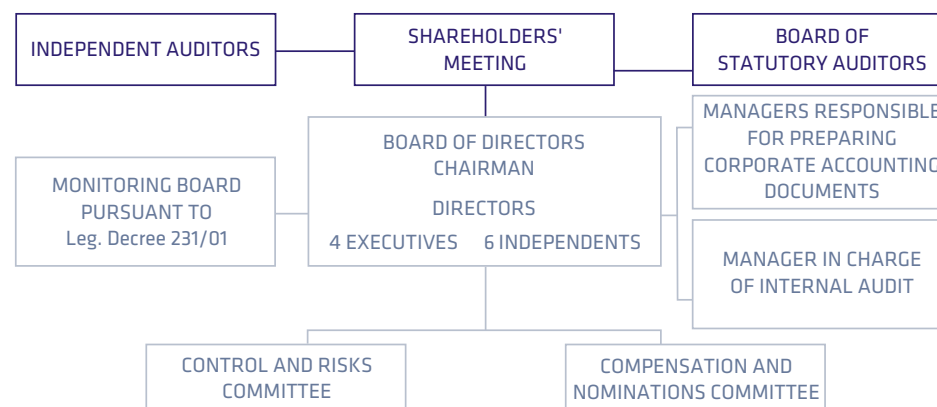 INDEPENDENT AUDITORS
SHAREHOLDERS'
MEETING
BOARD OF
STATUTORY AUDITORS
MANAGERS RESPONSIBLE
FOR PREPARING
CORPORATE ACCOUNTING
DOCUMENTS
BOARD OF DIRECTORS
CHAIRMAN
DIRECTORS
4 EXECUTIVES 6 INDEPENDENTS
MONITORING BOARD
PURSUANT TO
Leg. Decree 231/01
MANAGER IN CHARGE
OF INTERNAL AUDIT
CONTROL AND RISKS
COMMITTEE
COMPENSATION AND
NOMINATIONS COMMITTEE